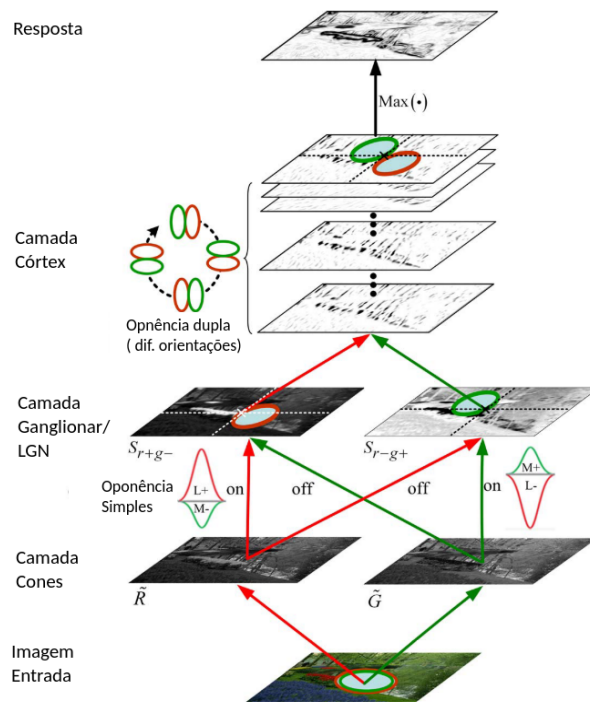 Resposta
Max(•)
Camada
Córtex
Opnência dupla
( dif. orientações)
Camada
Ganglionar/
LGN
S_{r+g-}
S_{r-g+}
Oponência
Simples
L+
M-
on
off
off
on
M+
L-
Camada
Cones
R̃
G̃
Imagem
Entrada